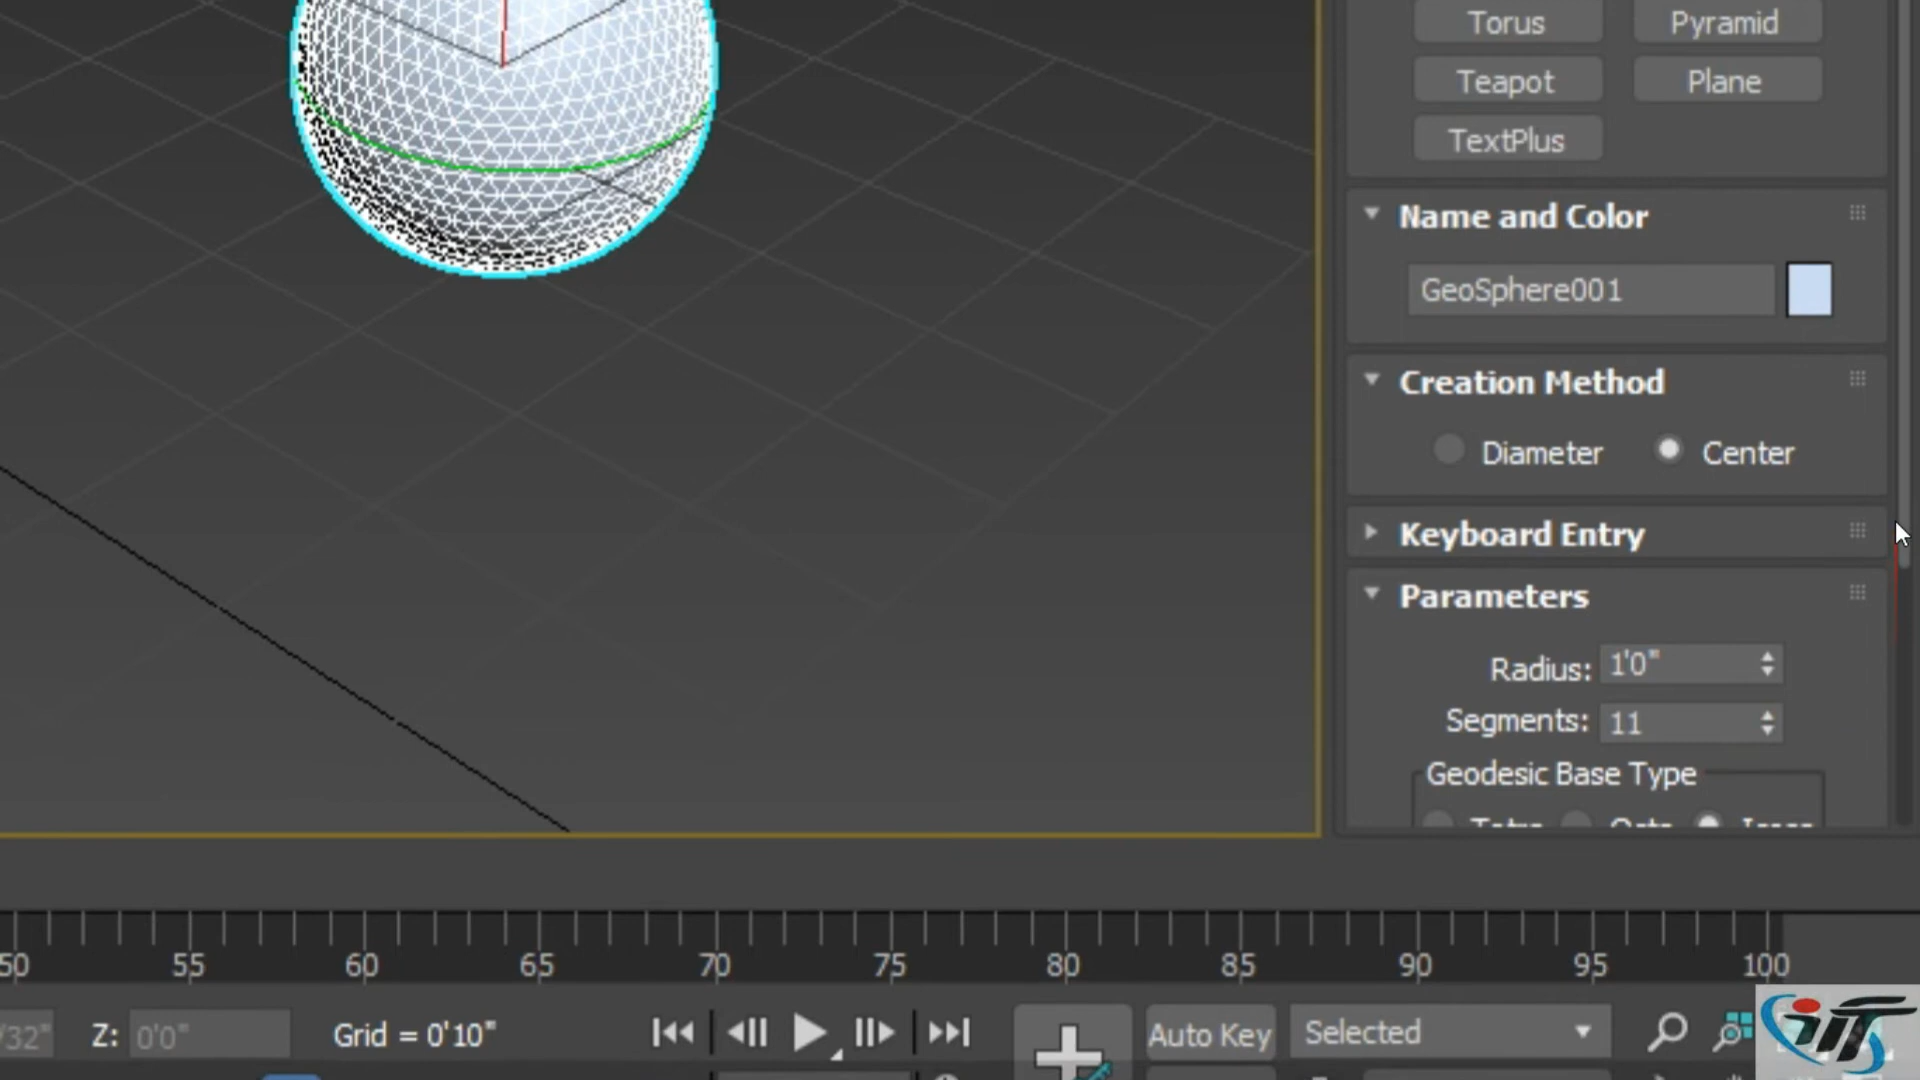 Torus Pyramid
Teapot Plane
TextPlus
Name and Color
GeoSphere001
Creation Method
Diameter Center
Keyboard Entry
Parameters
Radius: 1'0"
Segments: 11
Geodesic Base Type
50 55 60 65 70 75 80 85 90 95 100
/32" Z: 0'0" Grid = 0'10" Auto Key Selected